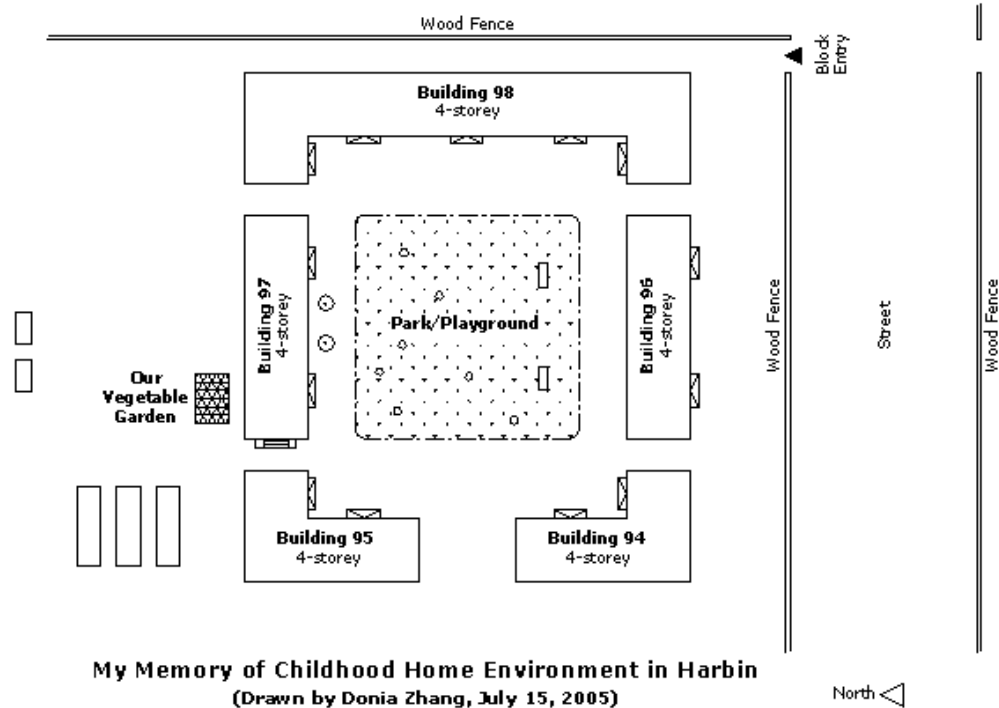 Wood Fence
Block
Entry
Building 98
4-storey
Building 97
4-storey
Park/Playground
Building 96
4-storey
Wood Fence
Street
Wood Fence
Our
Vegetable
Garden
Building 95
4-storey
Building 94
4-storey
My Memory of Childhood Home Environment in Harbin
(Drawn by Donia Zhang, July 15, 2005)
North